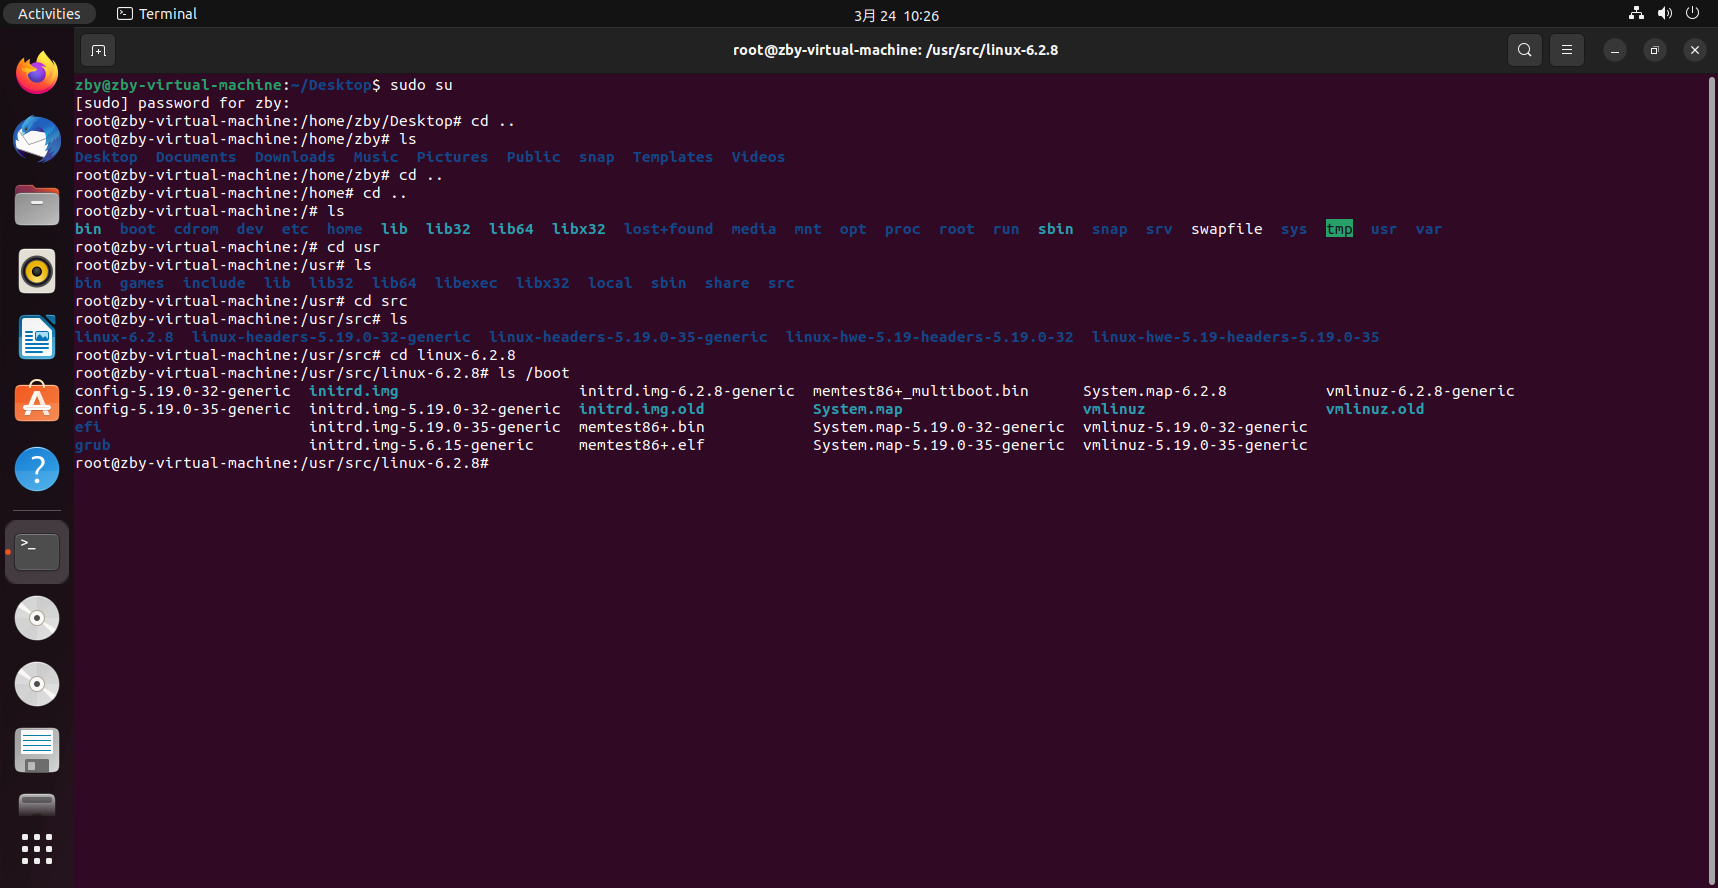 Activities Terminal 3月 24 10:26
root@zby-virtual-machine: /usr/src/linux-6.2.8
zby@zby-virtual-machine:~/Desktop$ sudo su
[sudo] password for zby:
root@zby-virtual-machine:/home/zby/Desktop# cd ..
root@zby-virtual-machine:/home/zby# ls
Desktop Documents Downloads Music Pictures Public snap Templates Videos
root@zby-virtual-machine:/home/zby# cd ..
root@zby-virtual-machine:/home# cd ..
root@zby-virtual-machine:/# ls
bin boot cdrom dev etc home lib lib32 lib64 libx32 lost+found media mnt opt proc root run sbin snap srv swapfile sys tmp usr var
root@zby-virtual-machine:/# cd usr
root@zby-virtual-machine:/usr# ls
bin games include lib lib32 lib64 libexec libx32 local sbin share src
root@zby-virtual-machine:/usr# cd src
root@zby-virtual-machine:/usr/src# ls
linux-6.2.8 linux-headers-5.19.0-32-generic linux-headers-5.19.0-35-generic linux-hwe-5.19-headers-5.19.0-32 linux-hwe-5.19-headers-5.19.0-35
root@zby-virtual-machine:/usr/src# cd linux-6.2.8
root@zby-virtual-machine:/usr/src/linux-6.2.8# ls /boot
config-5.19.0-32-generic initrd.img initrd.img-6.2.8-generic memtest86+_multiboot.bin System.map-6.2.8 vmlinuz-6.2.8-generic
config-5.19.0-35-generic initrd.img-5.19.0-32-generic initrd.img.old System.map vmlinuz vmlinuz.old
efi initrd.img-5.19.0-35-generic memtest86+.bin System.map-5.19.0-32-generic vmlinuz-5.19.0-32-generic
grub initrd.img-5.6.15-generic memtest86+.elf System.map-5.19.0-35-generic vmlinuz-5.19.0-35-generic
root@zby-virtual-machine:/usr/src/linux-6.2.8#